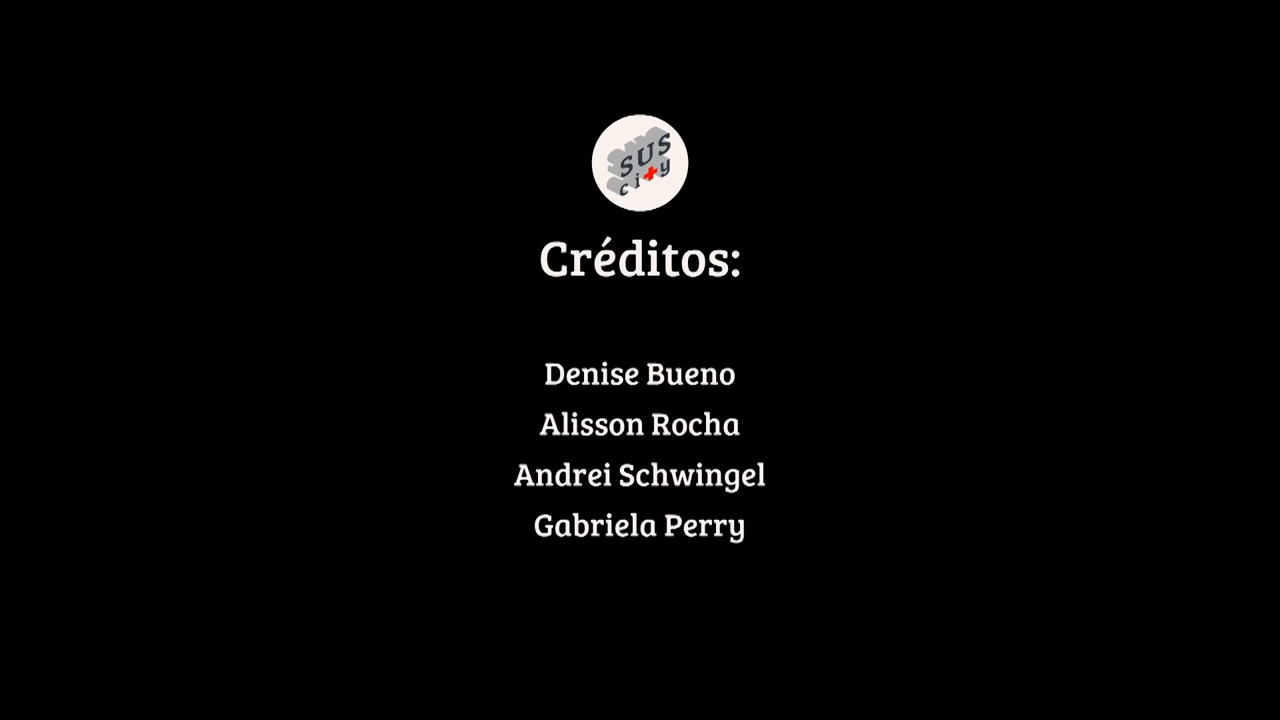 SUS
city
Créditos:
Denise Bueno
Alisson Rocha
Andrei Schwingel
Gabriela Perry